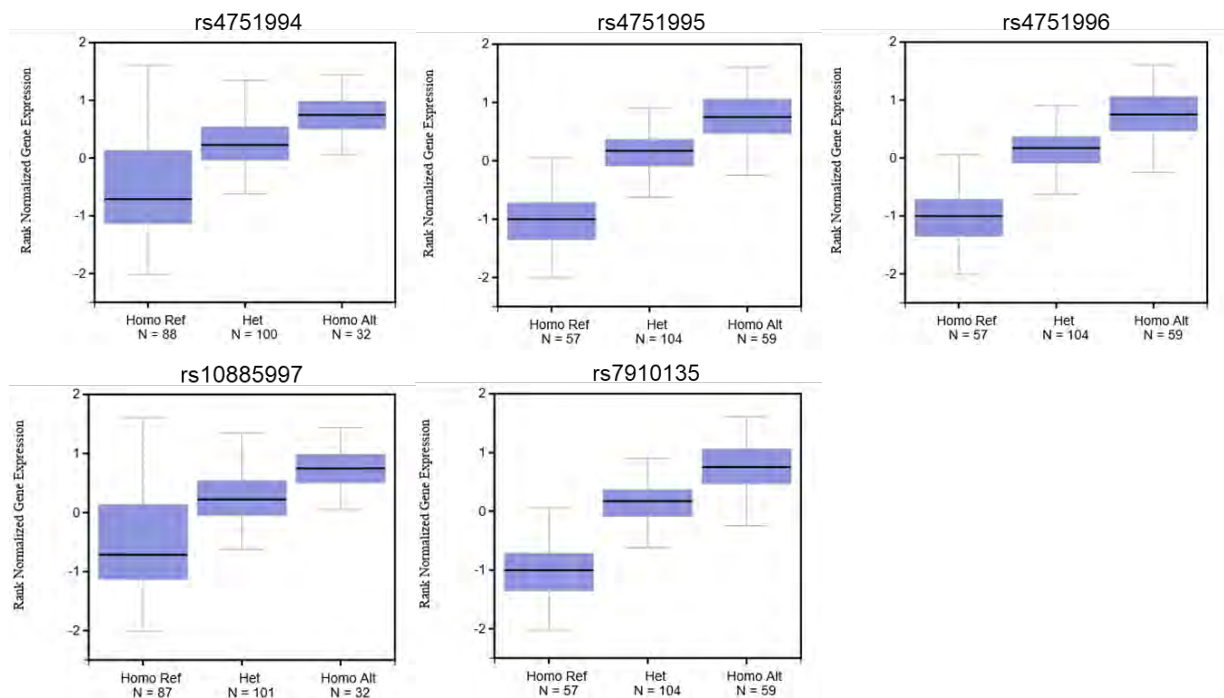 rs4751994
Rank Normalized Gene Expression
2
1
0
-1
-2
Homo Ref Het Homo Alt
N = 88 N = 100 N = 32
rs4751995
Rank Normalized Gene Expression
2
1
0
-1
-2
Homo Ref Het Homo Alt
N = 57 N = 104 N = 59
rs4751996
Rank Normalized Gene Expression
2
1
0
-1
-2
Homo Ref Het Homo Alt
N = 57 N = 104 N = 59
rs10885997
Rank Normalized Gene Expression
2
1
0
-1
-2
Homo Ref Het Homo Alt
N = 87 N = 101 N = 32
rs7910135
Rank Normalized Gene Expression
2
1
0
-1
-2
Homo Ref Het Homo Alt
N = 57 N = 104 N = 59